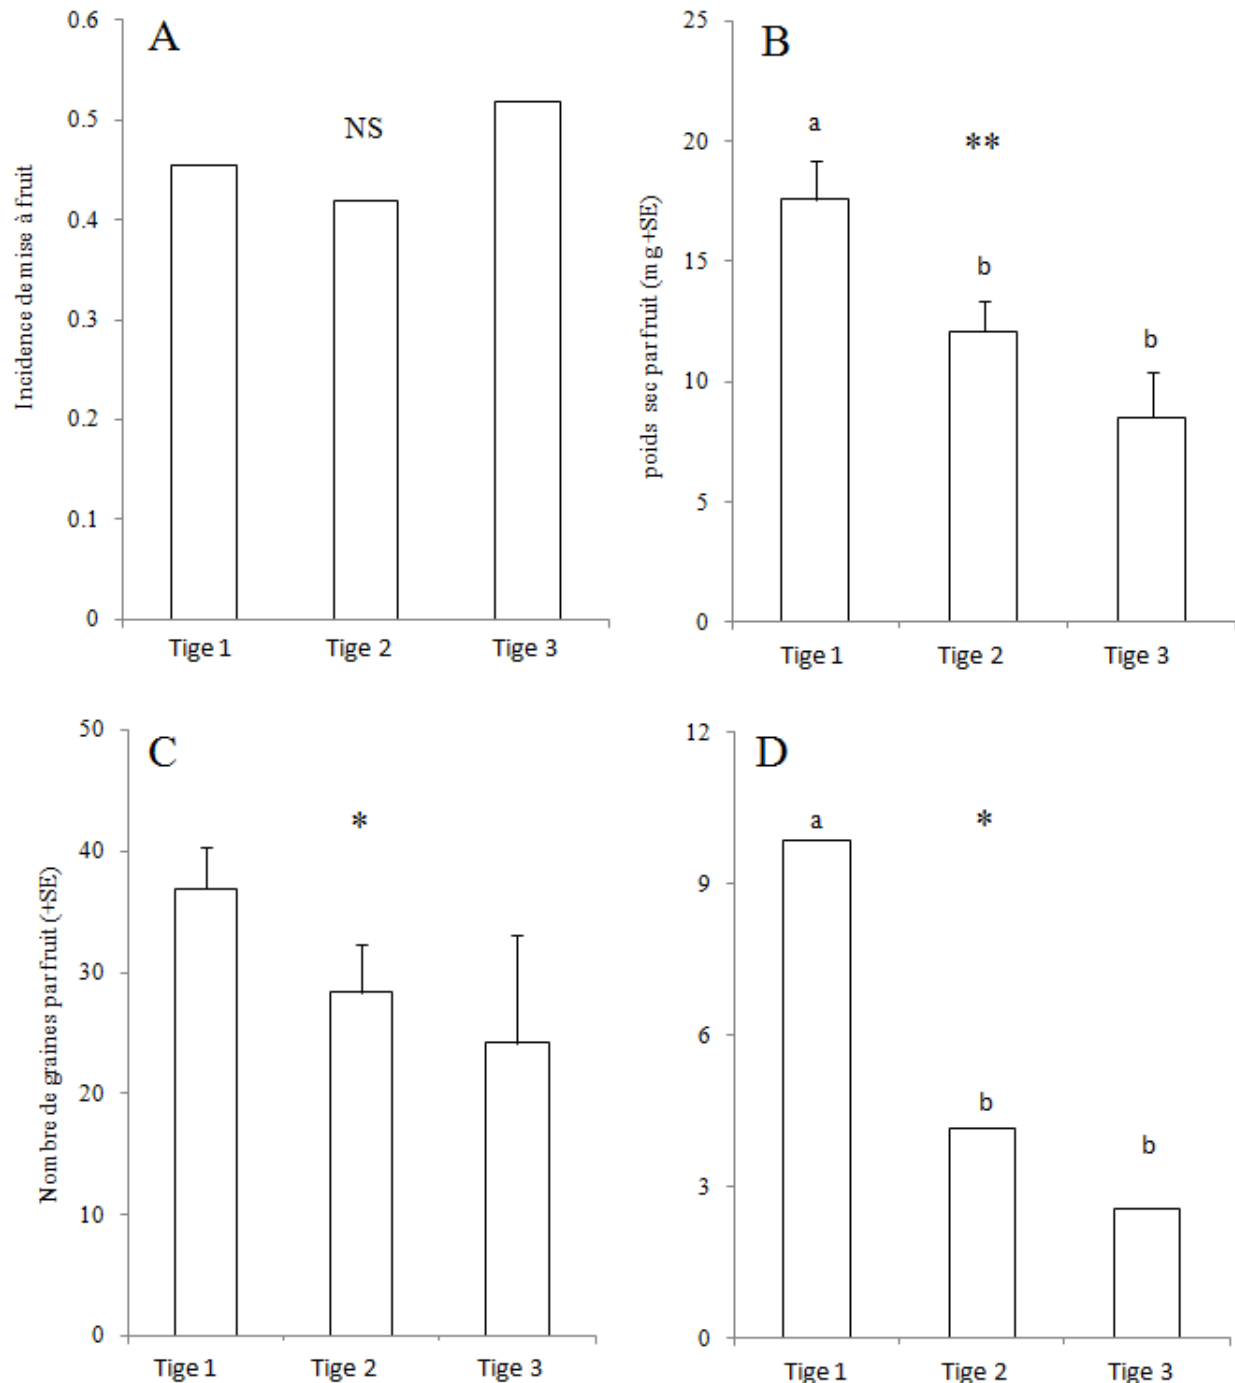 A
Incidence de mise à fruit
0.6
0.5
0.4
0.3
0.2
0.1
0
NS
Tige 1 Tige 2 Tige 3
B
poids sec par fruit (mg+SE)
25
20
15
10
5
0
a
**
b
b
Tige 1 Tige 2 Tige 3
C
Nombre de graines par fruit (+SE)
50
40
30
20
10
0
*
Tige 1 Tige 2 Tige 3
D
12
9
6
3
0
a
*
b
b
Tige 1 Tige 2 Tige 3